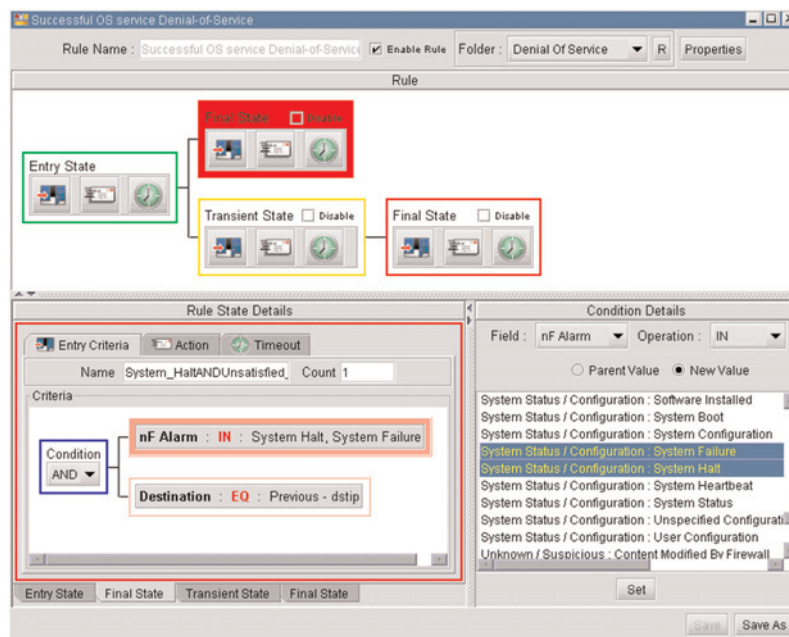 Successful OS service Denial-of-Service
Rule Name : Successful OS service Denial-of-Service Enable Rule Folder : Denial Of Service R Properties
Rule
Final State Disable
Entry State
Transient State Disable Final State Disable
Rule State Details
Entry Criteria Action Timeout
Name System_HaltANDUnsatisfied_ Count 1
Criteria
Condition
AND
nF Alarm : IN : System Halt, System Failure
Destination : EQ : Previous - dstip
Entry State Final State Transient State Final State
Condition Details
Field : nF Alarm Operation : IN
Parent Value New Value
System Status / Configuration : Software Installed
System Status / Configuration : System Boot
System Status / Configuration : System Configuration
System Status / Configuration : System Failure
System Status / Configuration : System Halt
System Status / Configuration : System Heartbeat
System Status / Configuration : System Status
System Status / Configuration : Unspecified Configurati
System Status / Configuration : User Configuration
Unknown / Suspicious : Content Modified By Firewall
Set
Save Save As